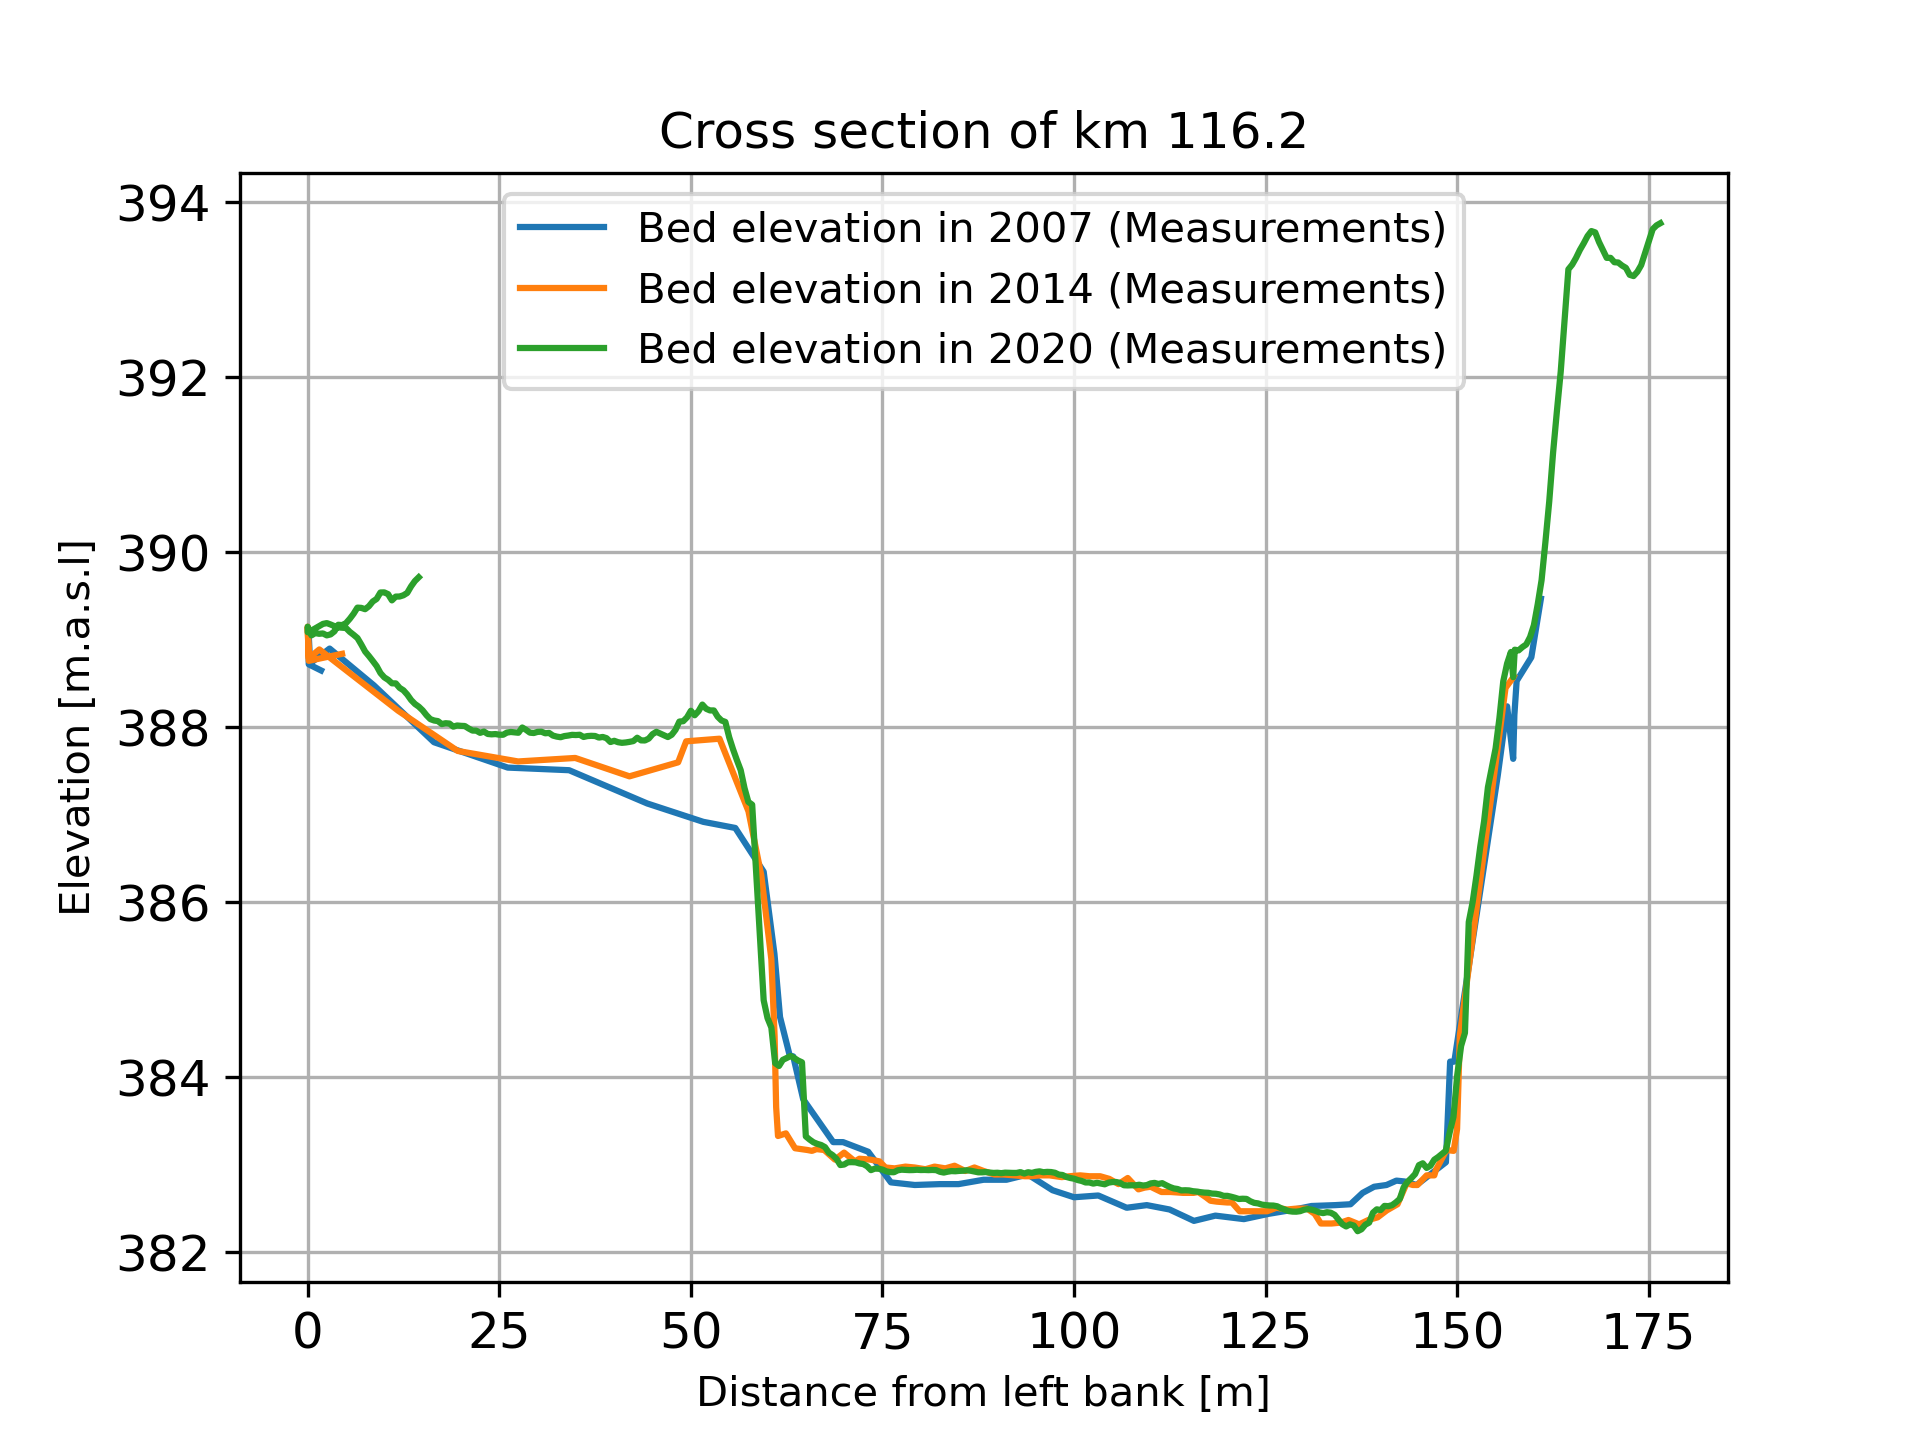 Cross section of km 116.2
Bed elevation in 2007 (Measurements)
Bed elevation in 2014 (Measurements)
Bed elevation in 2020 (Measurements)
Elevation [m.a.s.l]
394
392
390
388
386
384
382
0 25 50 75 100 125 150 175
Distance from left bank [m]